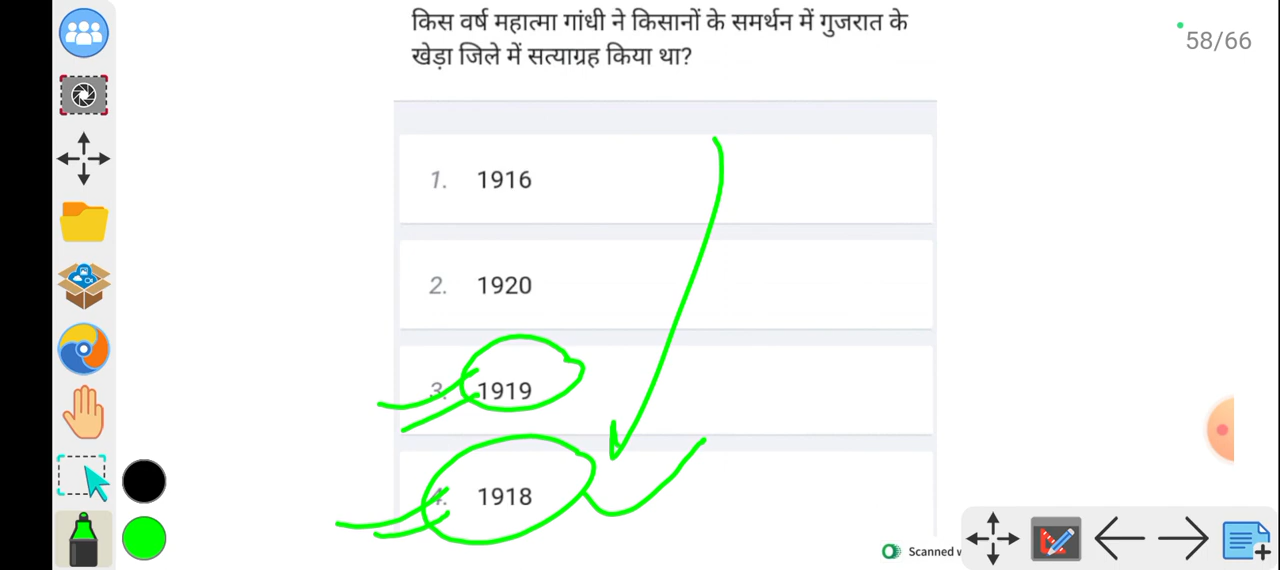 किस वर्ष महात्मा गांधी ने किसानों के समर्थन में गुजरात के
58/66
खेड़ा जिले में सत्याग्रह किया था?
1. 1916
2. 1920
3. 1919
4. 1918
Scanned